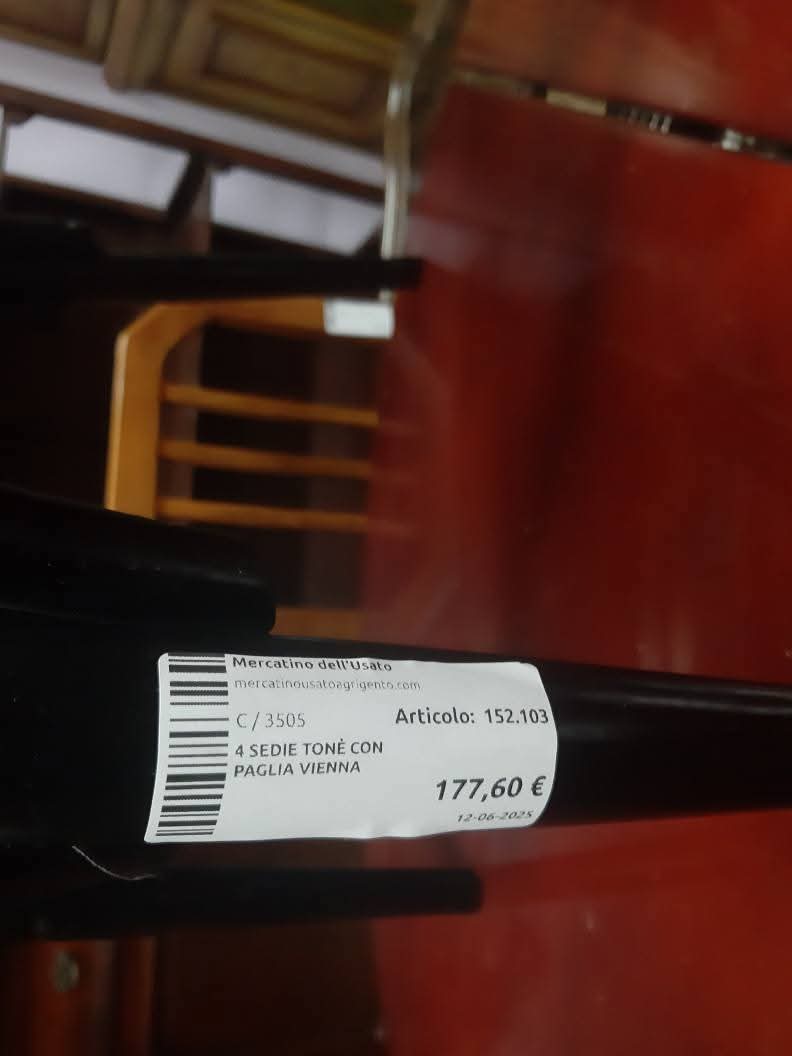 Mercatino dell'Usato
mercatinousatoagrigento.com
C / 3505
Articolo: 152.103
4 SEDIE TONÈ CON
PAGLIA VIENNA
177,60 €
12-06-2025